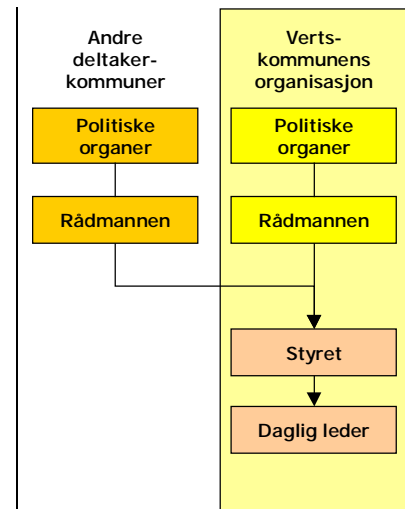 Andre
deltaker-
kommuner
Politiske
organer
Rådmannen
Verts-
kommunens
organisasjon
Politiske
organer
Rådmannen
Styret
Daglig leder